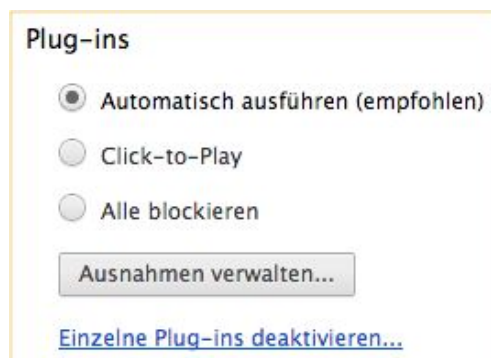 Plug-ins
Automatisch ausführen (empfohlen)
Click-to-Play
Alle blockieren
Ausnahmen verwalten...
Einzelne Plug-ins deaktivieren...